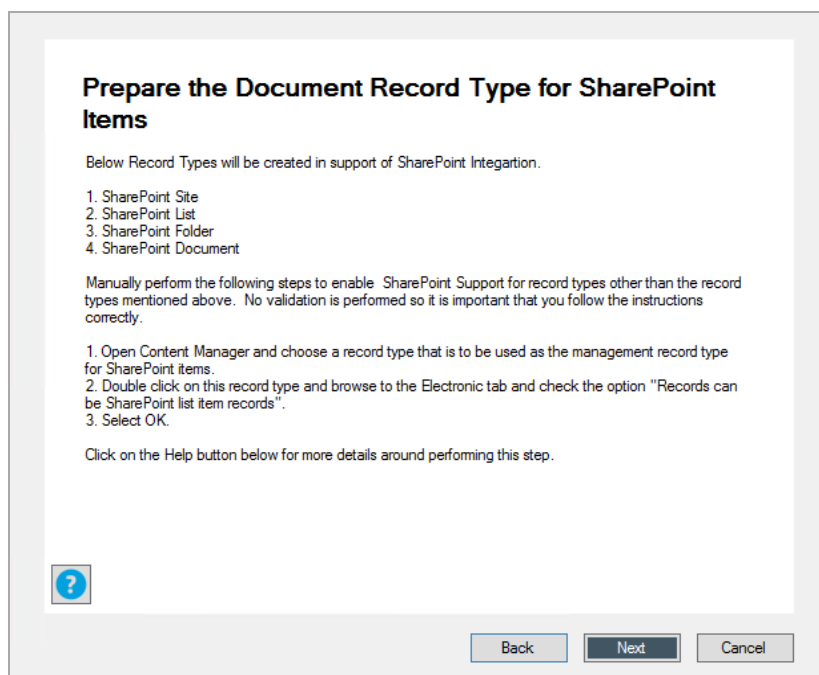 Prepare the Document Record Type for SharePoint
Items
Below Record Types will be created in support of SharePoint Integartion.
1. SharePoint Site
2. SharePoint List
3. SharePoint Folder
4. SharePoint Document
Manually perform the following steps to enable  SharePoint Support for record types other than the record
types mentioned above.  No validation is performed so it is important that you follow the instructions
correctly.
1. Open Content Manager and choose a record type that is to be used as the management record type
for SharePoint items.
2. Double click on this record type and browse to the Electronic tab and check the option "Records can
be SharePoint list item records".
3. Select OK.
Click on the Help button below for more details around performing this step.
?
Back Next Cancel